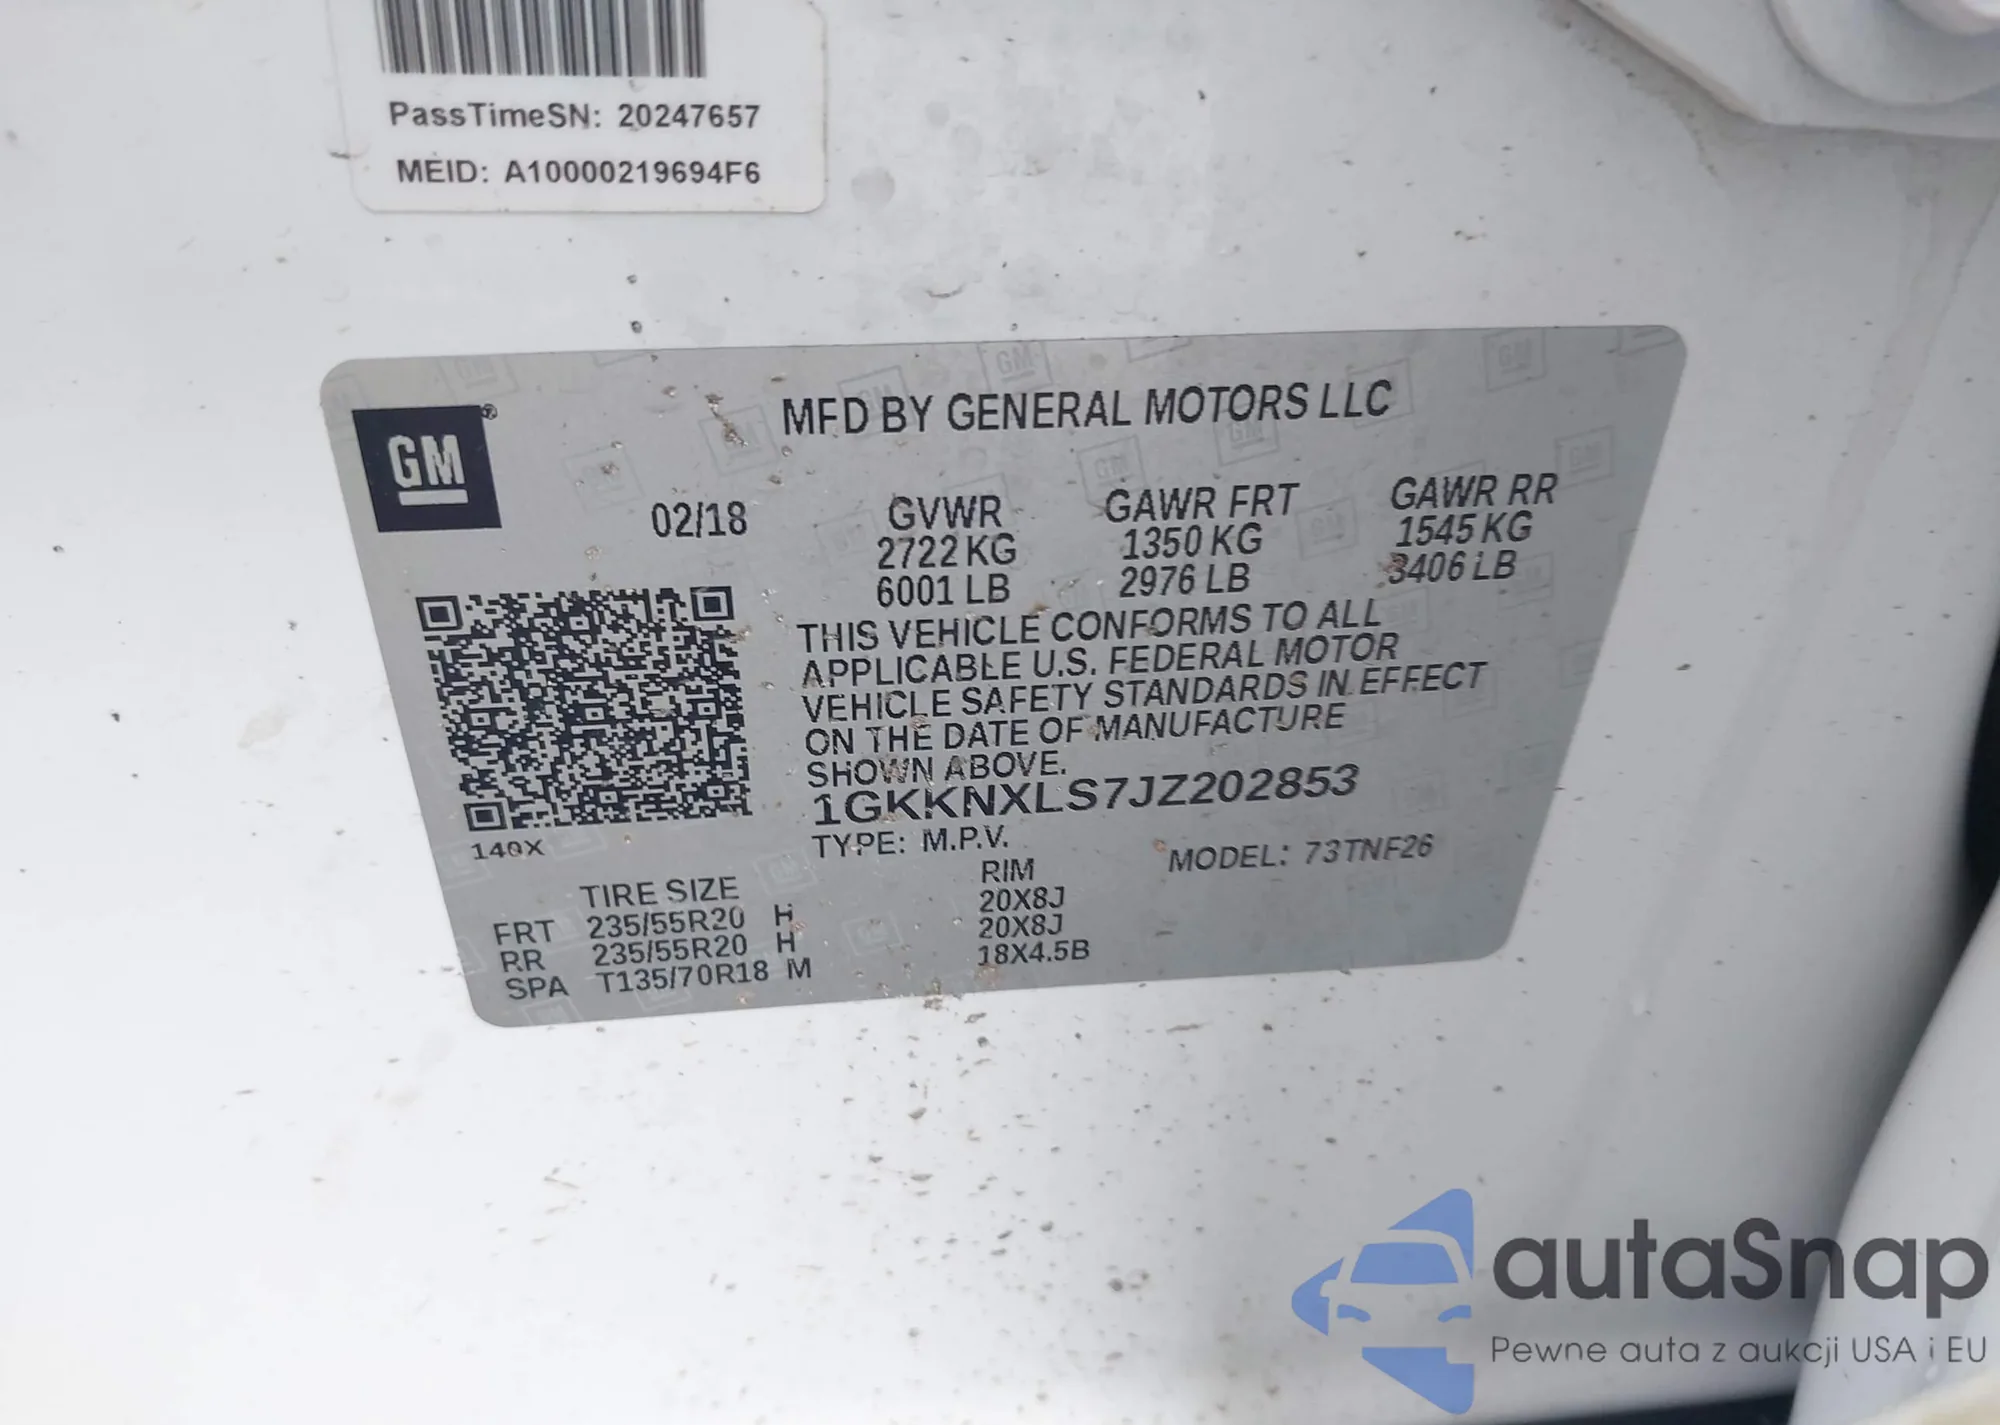 PassTimeSN: 20247657
MEID: A10000219694F6
GM®
MFD BY GENERAL MOTORS LLC
02/18 GVWR GAWR FRT GAWR RR
2722 KG 1350 KG 1545 KG
6001 LB 2976 LB 3406 LB
THIS VEHICLE CONFORMS TO ALL
APPLICABLE U.S. FEDERAL MOTOR
VEHICLE SAFETY STANDARDS IN EFFECT
ON THE DATE OF MANUFACTURE
SHOWN ABOVE.
1GKKNXLS7JZ202853
140X
TYPE: M.P.V. MODEL: 73TNF26
TIRE SIZE RIM
FRT 235/55R20 H 20X8J
RR 235/55R20 H 20X8J
SPA T135/70R18 M 18X4.5B
autaSnap
Pewne auta z aukcji USA i EU